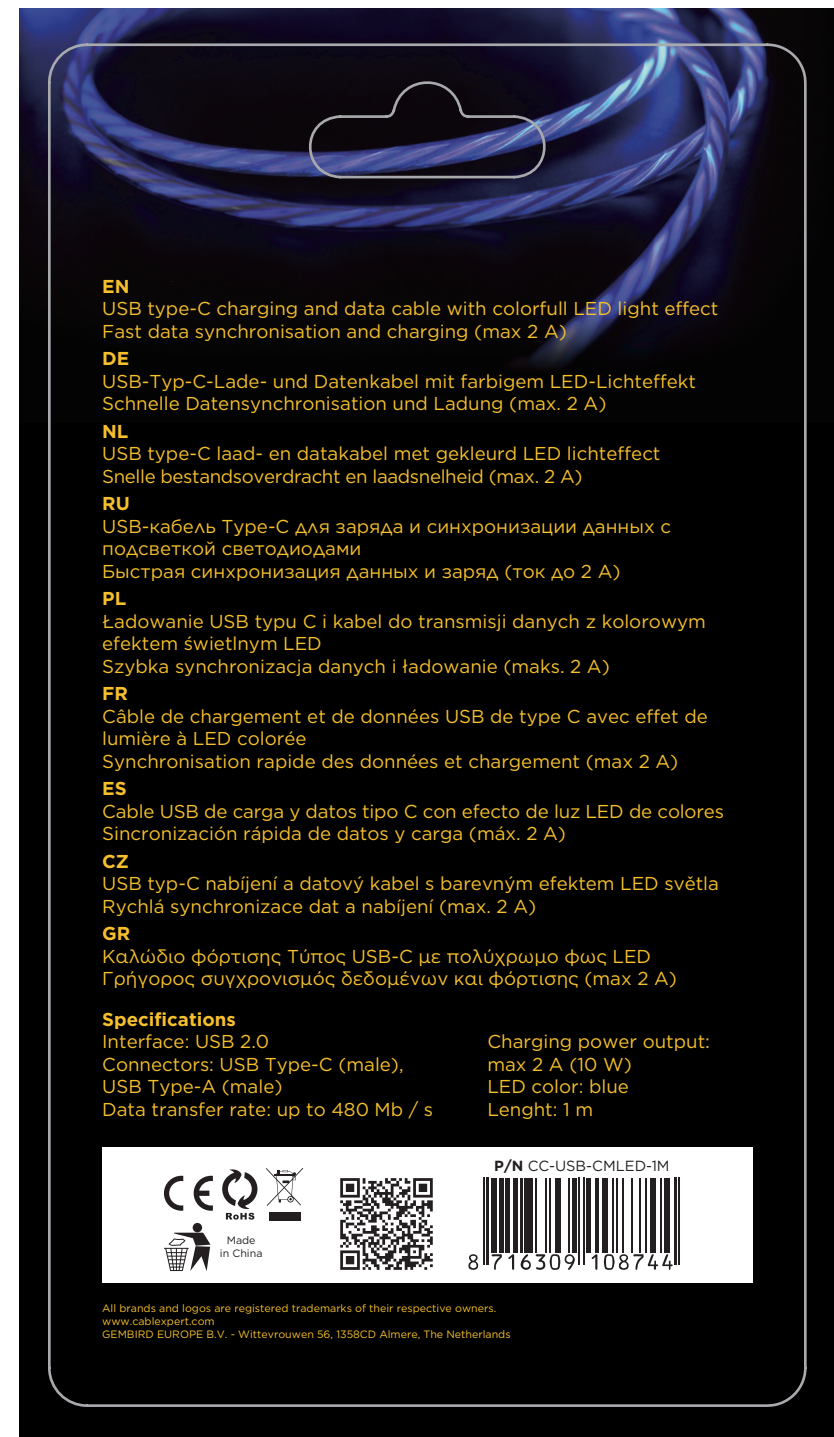 EN
USB type-C charging and data cable with colorfull LED light effect
Fast data synchronisation and charging (max 2 A)
DE
USB-Typ-C-Lade- und Datenkabel mit farbigem LED-Lichteffekt
Schnelle Datensynchronisation und Ladung (max. 2 A)
NL
USB type-C laad- en datakabel met gekleurd LED lichteffect
Snelle bestandsoverdracht en laadsnelheid (max. 2 A)
RU
USB-кабель Type-C для заряда и синхронизации данных с
подсветкой светодиодами
Быстрая синхронизация данных и заряд (ток до 2 А)
PL
Ładowanie USB typu C i kabel do transmisji danych z kolorowym
efektem świetlnym LED
Szybka synchronizacja danych i ładowanie (maks. 2 A)
FR
Câble de chargement et de données USB de type C avec effet de
lumière à LED colorée
Synchronisation rapide des données et chargement (max 2 A)
ES
Cable USB de carga y datos tipo C con efecto de luz LED de colores
Sincronización rápida de datos y carga (máx. 2 A)
CZ
USB typ-C nabíjení a datový kabel s barevným efektem LED světla
Rychlá synchronizace dat a nabíjení (max. 2 A)
GR
Καλώδιο φόρτισης Τύπος USB-C με πολύχρωμο φως LED
Γρήγορος συγχρονισμός δεδομένων και φόρτισης (max 2 A)
Specifications
Interface: USB 2.0
Connectors: USB Type-C (male),
USB Type-A (male)
Data transfer rate: up to 480 Mb / s
Charging power output:
max 2 A (10 W)
LED color: blue
Lenght: 1 m
CE
RoHS
Made
in China
P/N CC-USB-CMLED-1M
8 716309 108744
All brands and logos are registered trademarks of their respective owners.
www.cablexpert.com
GEMBIRD EUROPE B.V. - Wittevrouwen 56, 1358CD Almere, The Netherlands